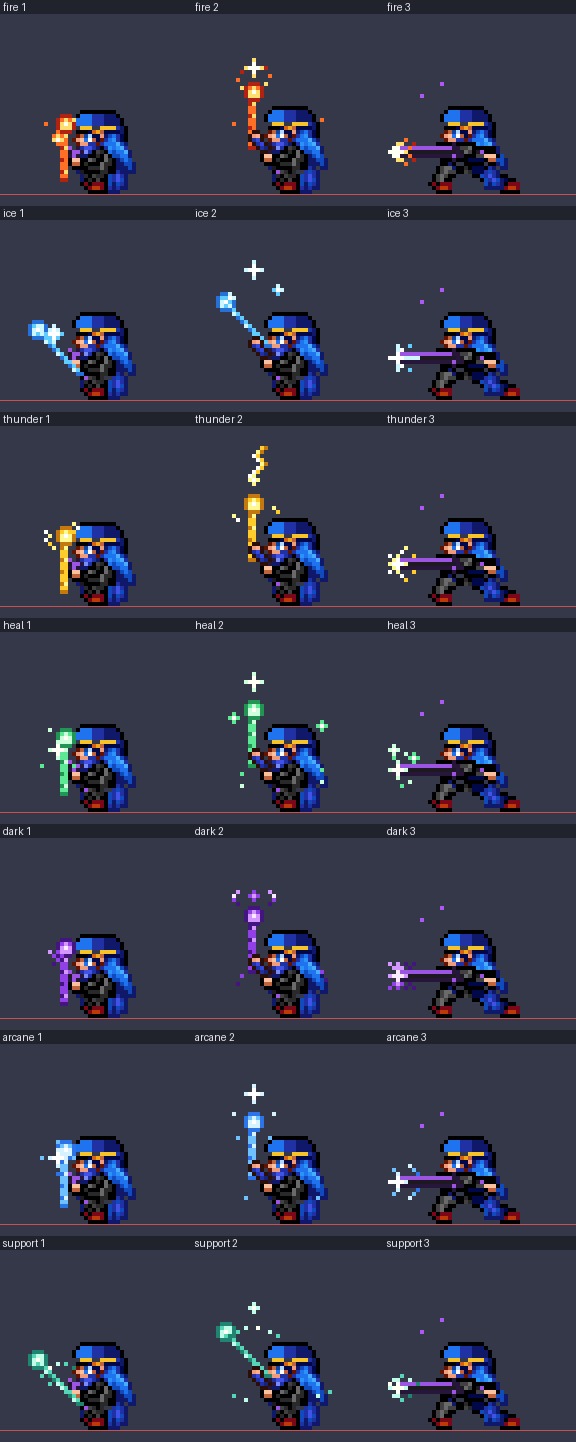 fire 1 fire 2 fire 3
ice 1 ice 2 ice 3
thunder 1 thunder 2 thunder 3
heal 1 heal 2 heal 3
dark 1 dark 2 dark 3
arcane 1 arcane 2 arcane 3
support 1 support 2 support 3